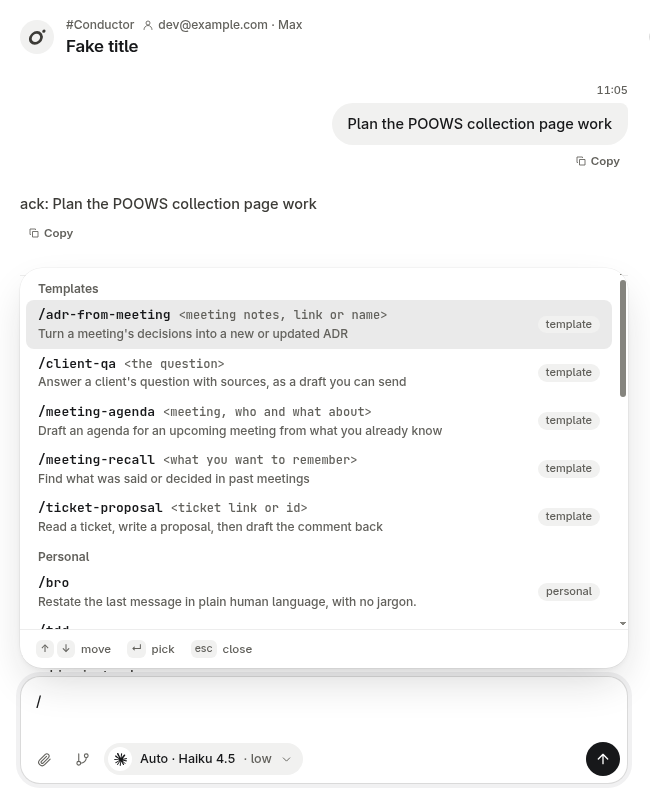 #Conductor dev@example.com · Max
Fake title
11:05
Plan the POOWS collection page work
Copy
ack: Plan the POOWS collection page work
Copy
Templates
/adr-from-meeting <meeting notes, link or name>
Turn a meeting's decisions into a new or updated ADR
template
/client-qa <the question>
Answer a client's question with sources, as a draft you can send
template
/meeting-agenda <meeting, who and what about>
Draft an agenda for an upcoming meeting from what you already know
template
/meeting-recall <what you want to remember>
Find what was said or decided in past meetings
template
/ticket-proposal <ticket link or id>
Read a ticket, write a proposal, then draft the comment back
template
Personal
/bro
Restate the last message in plain human language, with no jargon.
personal
↑ ↓ move ↵ pick esc close
/
Auto · Haiku 4.5 · low